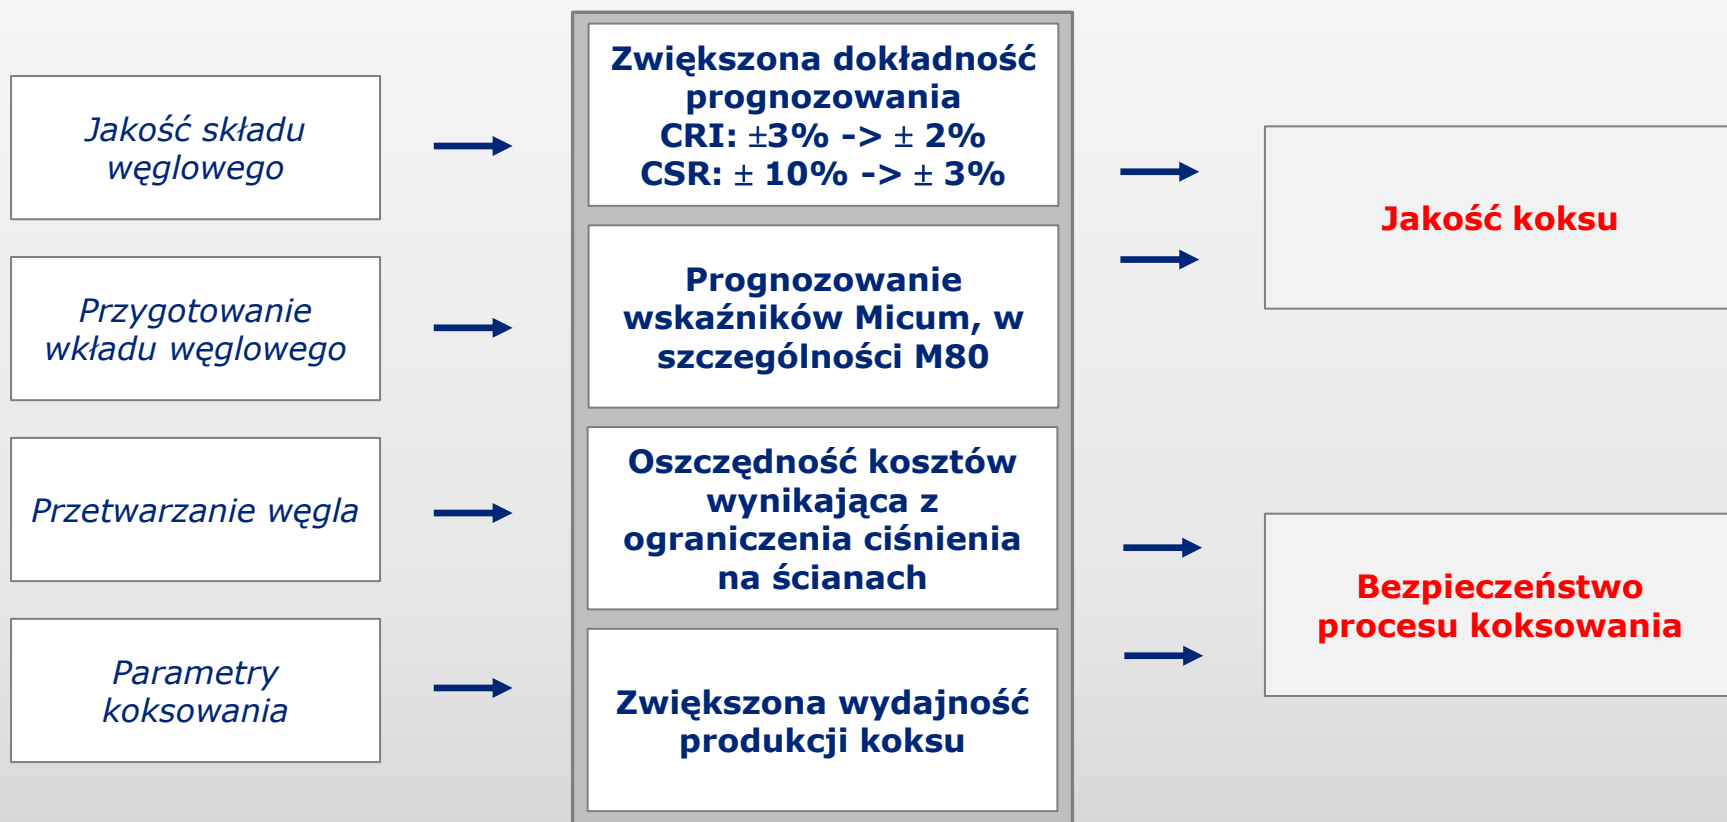 Jakość składu
węglowego
Przygotowanie
wkładu węglowego
Przetwarzanie węgla
Parametry
koksowania
Zwiększona dokładność
prognozowania
CRI: ±3% -> ± 2%
CSR: ± 10% -> ± 3%
Prognozowanie
wskaźników Micum, w
szczególności M80
Oszczędność kosztów
wynikająca z
ograniczenia ciśnienia
na ścianach
Zwiększona wydajność
produkcji koksu
Jakość koksu
Bezpieczeństwo
procesu koksowania